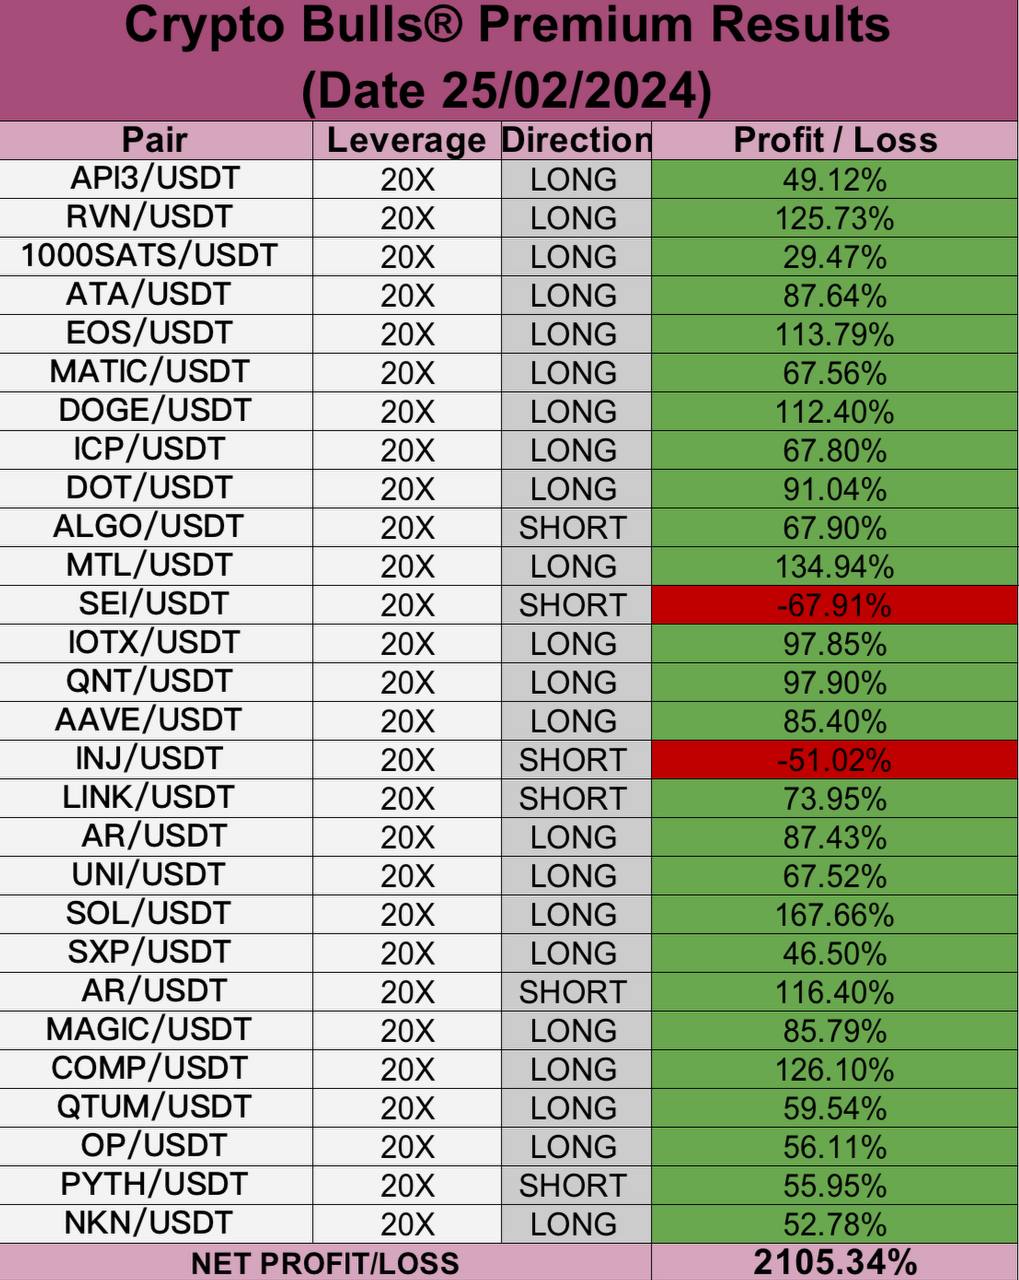 Crypto Bulls® Premium Results
(Date 25/02/2024)
Pair Leverage Direction Profit / Loss
API3/USDT 20X LONG 49.12%
RVN/USDT 20X LONG 125.73%
1000SATS/USDT 20X LONG 29.47%
ATA/USDT 20X LONG 87.64%
EOS/USDT 20X LONG 113.79%
MATIC/USDT 20X LONG 67.56%
DOGE/USDT 20X LONG 112.40%
ICP/USDT 20X LONG 67.80%
DOT/USDT 20X LONG 91.04%
ALGO/USDT 20X SHORT 67.90%
MTL/USDT 20X LONG 134.94%
SEI/USDT 20X SHORT -67.91%
IOTX/USDT 20X LONG 97.85%
QNT/USDT 20X LONG 97.90%
AAVE/USDT 20X LONG 85.40%
INJ/USDT 20X SHORT -51.02%
LINK/USDT 20X SHORT 73.95%
AR/USDT 20X LONG 87.43%
UNI/USDT 20X LONG 67.52%
SOL/USDT 20X LONG 167.66%
SXP/USDT 20X LONG 46.50%
AR/USDT 20X SHORT 116.40%
MAGIC/USDT 20X LONG 85.79%
COMP/USDT 20X LONG 126.10%
QTUM/USDT 20X LONG 59.54%
OP/USDT 20X LONG 56.11%
PYTH/USDT 20X SHORT 55.95%
NKN/USDT 20X LONG 52.78%
NET PROFIT/LOSS 2105.34%